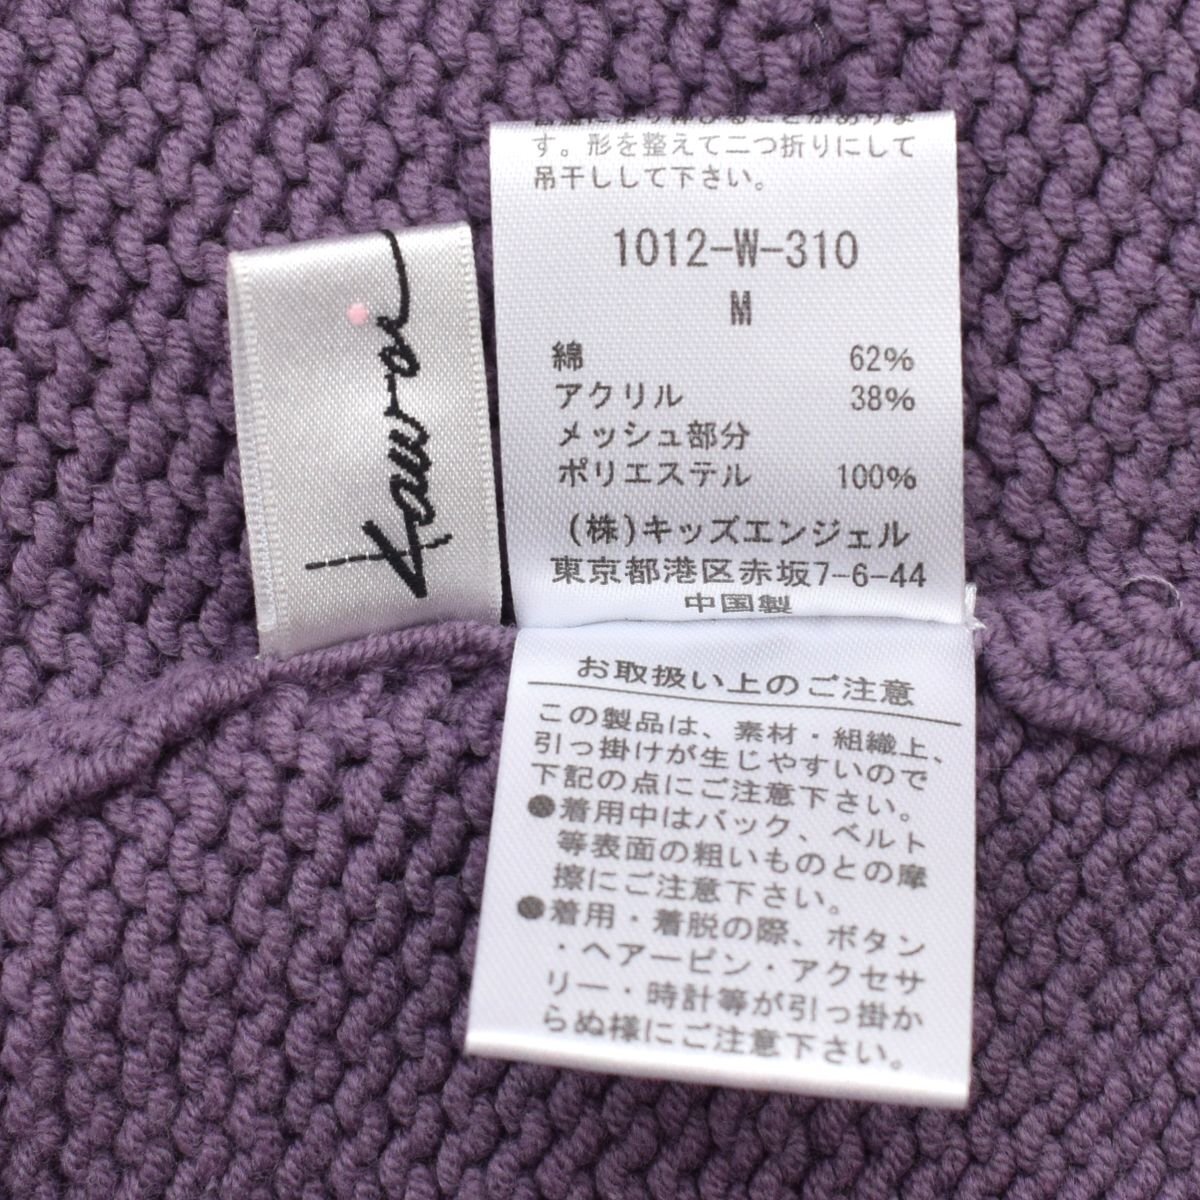 Kawai
す。形を整えて二つ折りにして
吊干しして下さい。
1012-W-310
M
綿 62%
アクリル 38%
メッシュ部分
ポリエステル 100%
(株)キッズエンジェル
東京都港区赤坂7-6-44
中国製
お取扱い上のご注意
この製品は、素材・組織上、
引っ掛けが生じやすいので
下記の点にご注意下さい。
●着用中はバック、ベルト
等表面の粗いものとの摩
擦にご注意下さい。
●着用・着脱の際、ボタン
・ヘアーピン・アクセサ
リー・時計等が引っ掛か
らぬ様にご注意下さい。